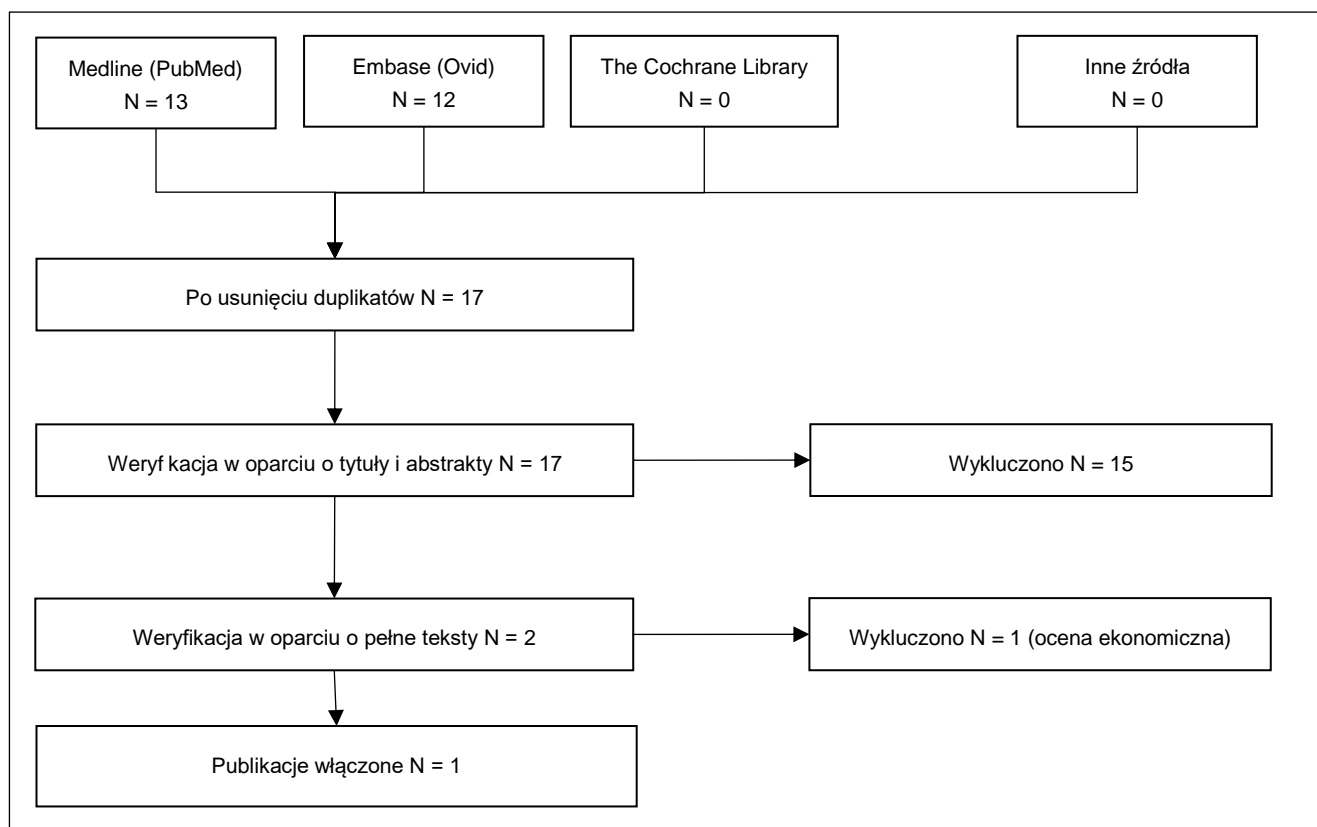 Medline (PubMed)
N = 13
Embase (Ovid)
N = 12
The Cochrane Library
N = 0
Inne źródła
N = 0
Po usunięciu duplikatów N = 17
Weryf kacja w oparciu o tytuły i abstrakty N = 17
Wykluczono N = 15
Weryfikacja w oparciu o pełne teksty N = 2
Wykluczono N = 1 (ocena ekonomiczna)
Publikacje włączone N = 1